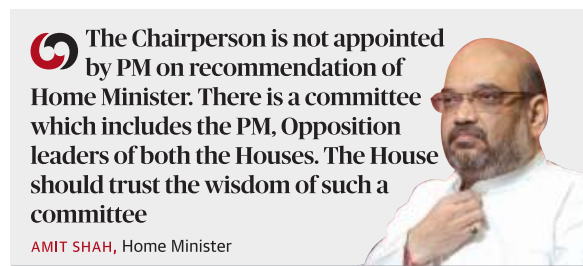 The Chairperson is not appointed
by PM on recommendation of
Home Minister. There is a committee
which includes the PM, Opposition
leaders of both the Houses. The House
should trust the wisdom of such a
committee
AMIT SHAH, Home Minister